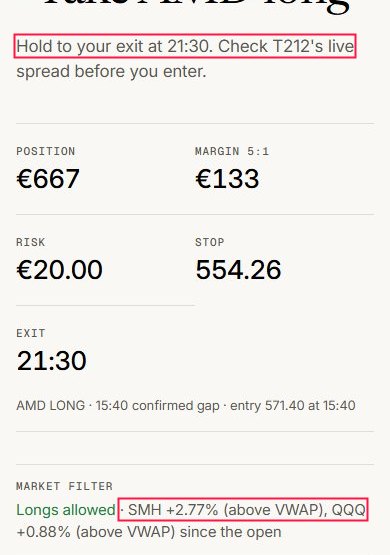 Take AMD long
Hold to your exit at 21:30. Check T212's live
spread before you enter.
POSITION
MARGIN 5:1
€667
€133
RISK
STOP
€20.00
554.26
EXIT
21:30
AMD LONG · 15:40 confirmed gap · entry 571.40 at 15:40
MARKET FILTER
Longs allowed · SMH +2.77% (above VWAP), QQQ
+0.88% (above VWAP) since the open